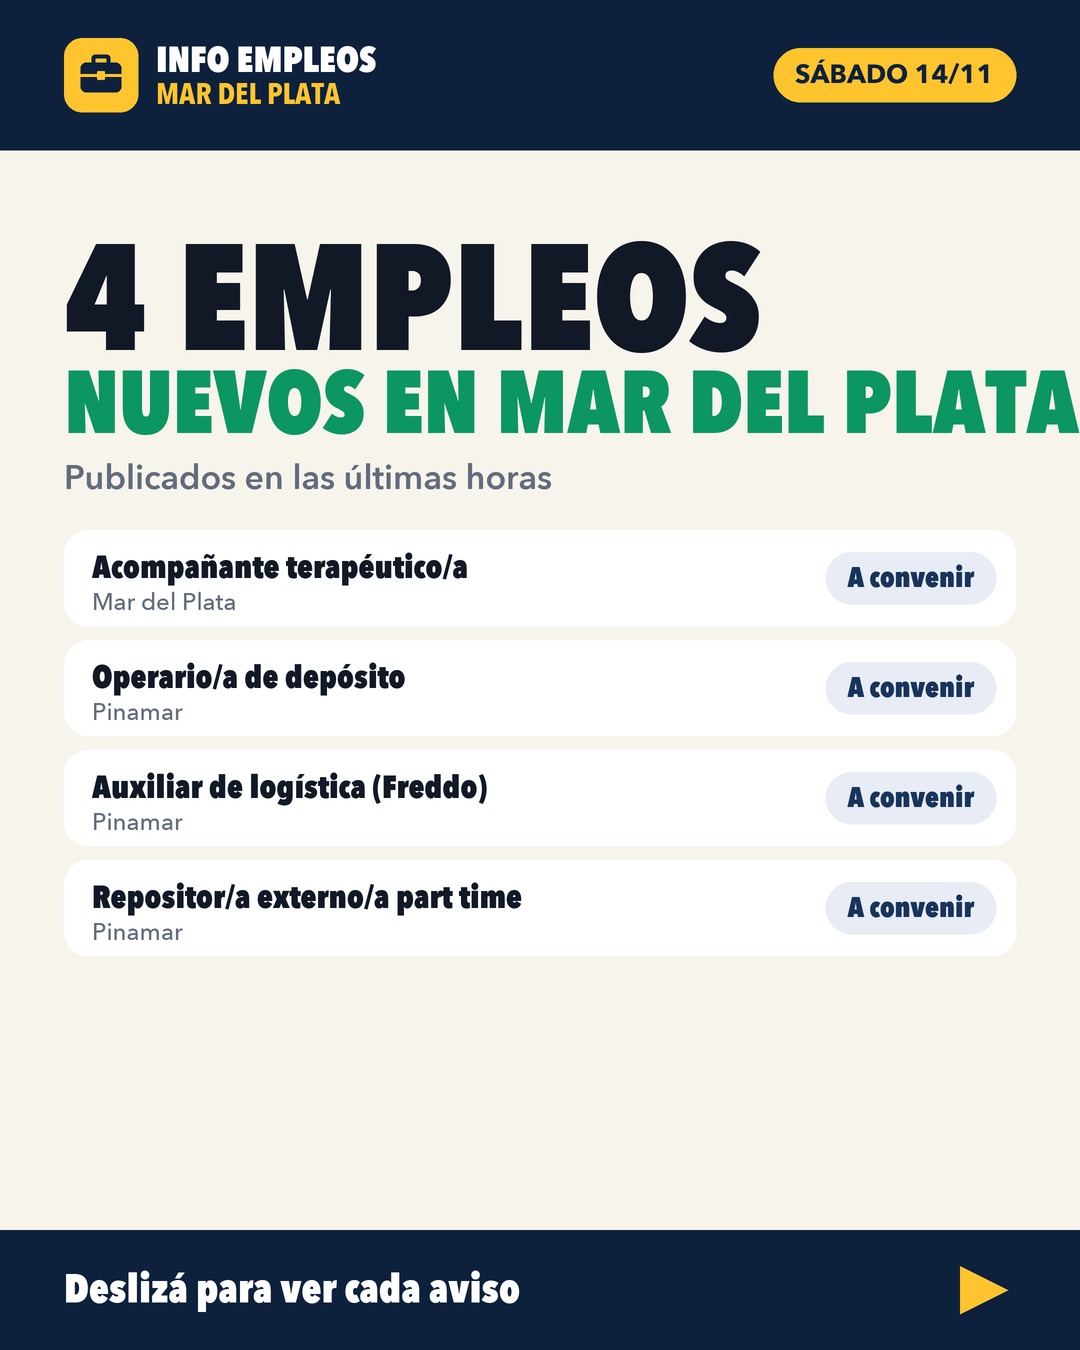 INFO EMPLEOS
MAR DEL PLATA
SÁBADO 14/11
4 EMPLEOS
NUEVOS EN MAR DEL PLATA
Publicados en las últimas horas
Acompañante terapéutico/a
Mar del Plata
A convenir
Operario/a de depósito
Pinamar
A convenir
Auxiliar de logística (Freddo)
Pinamar
A convenir
Repositor/a externo/a part time
Pinamar
A convenir
Deslizá para ver cada aviso